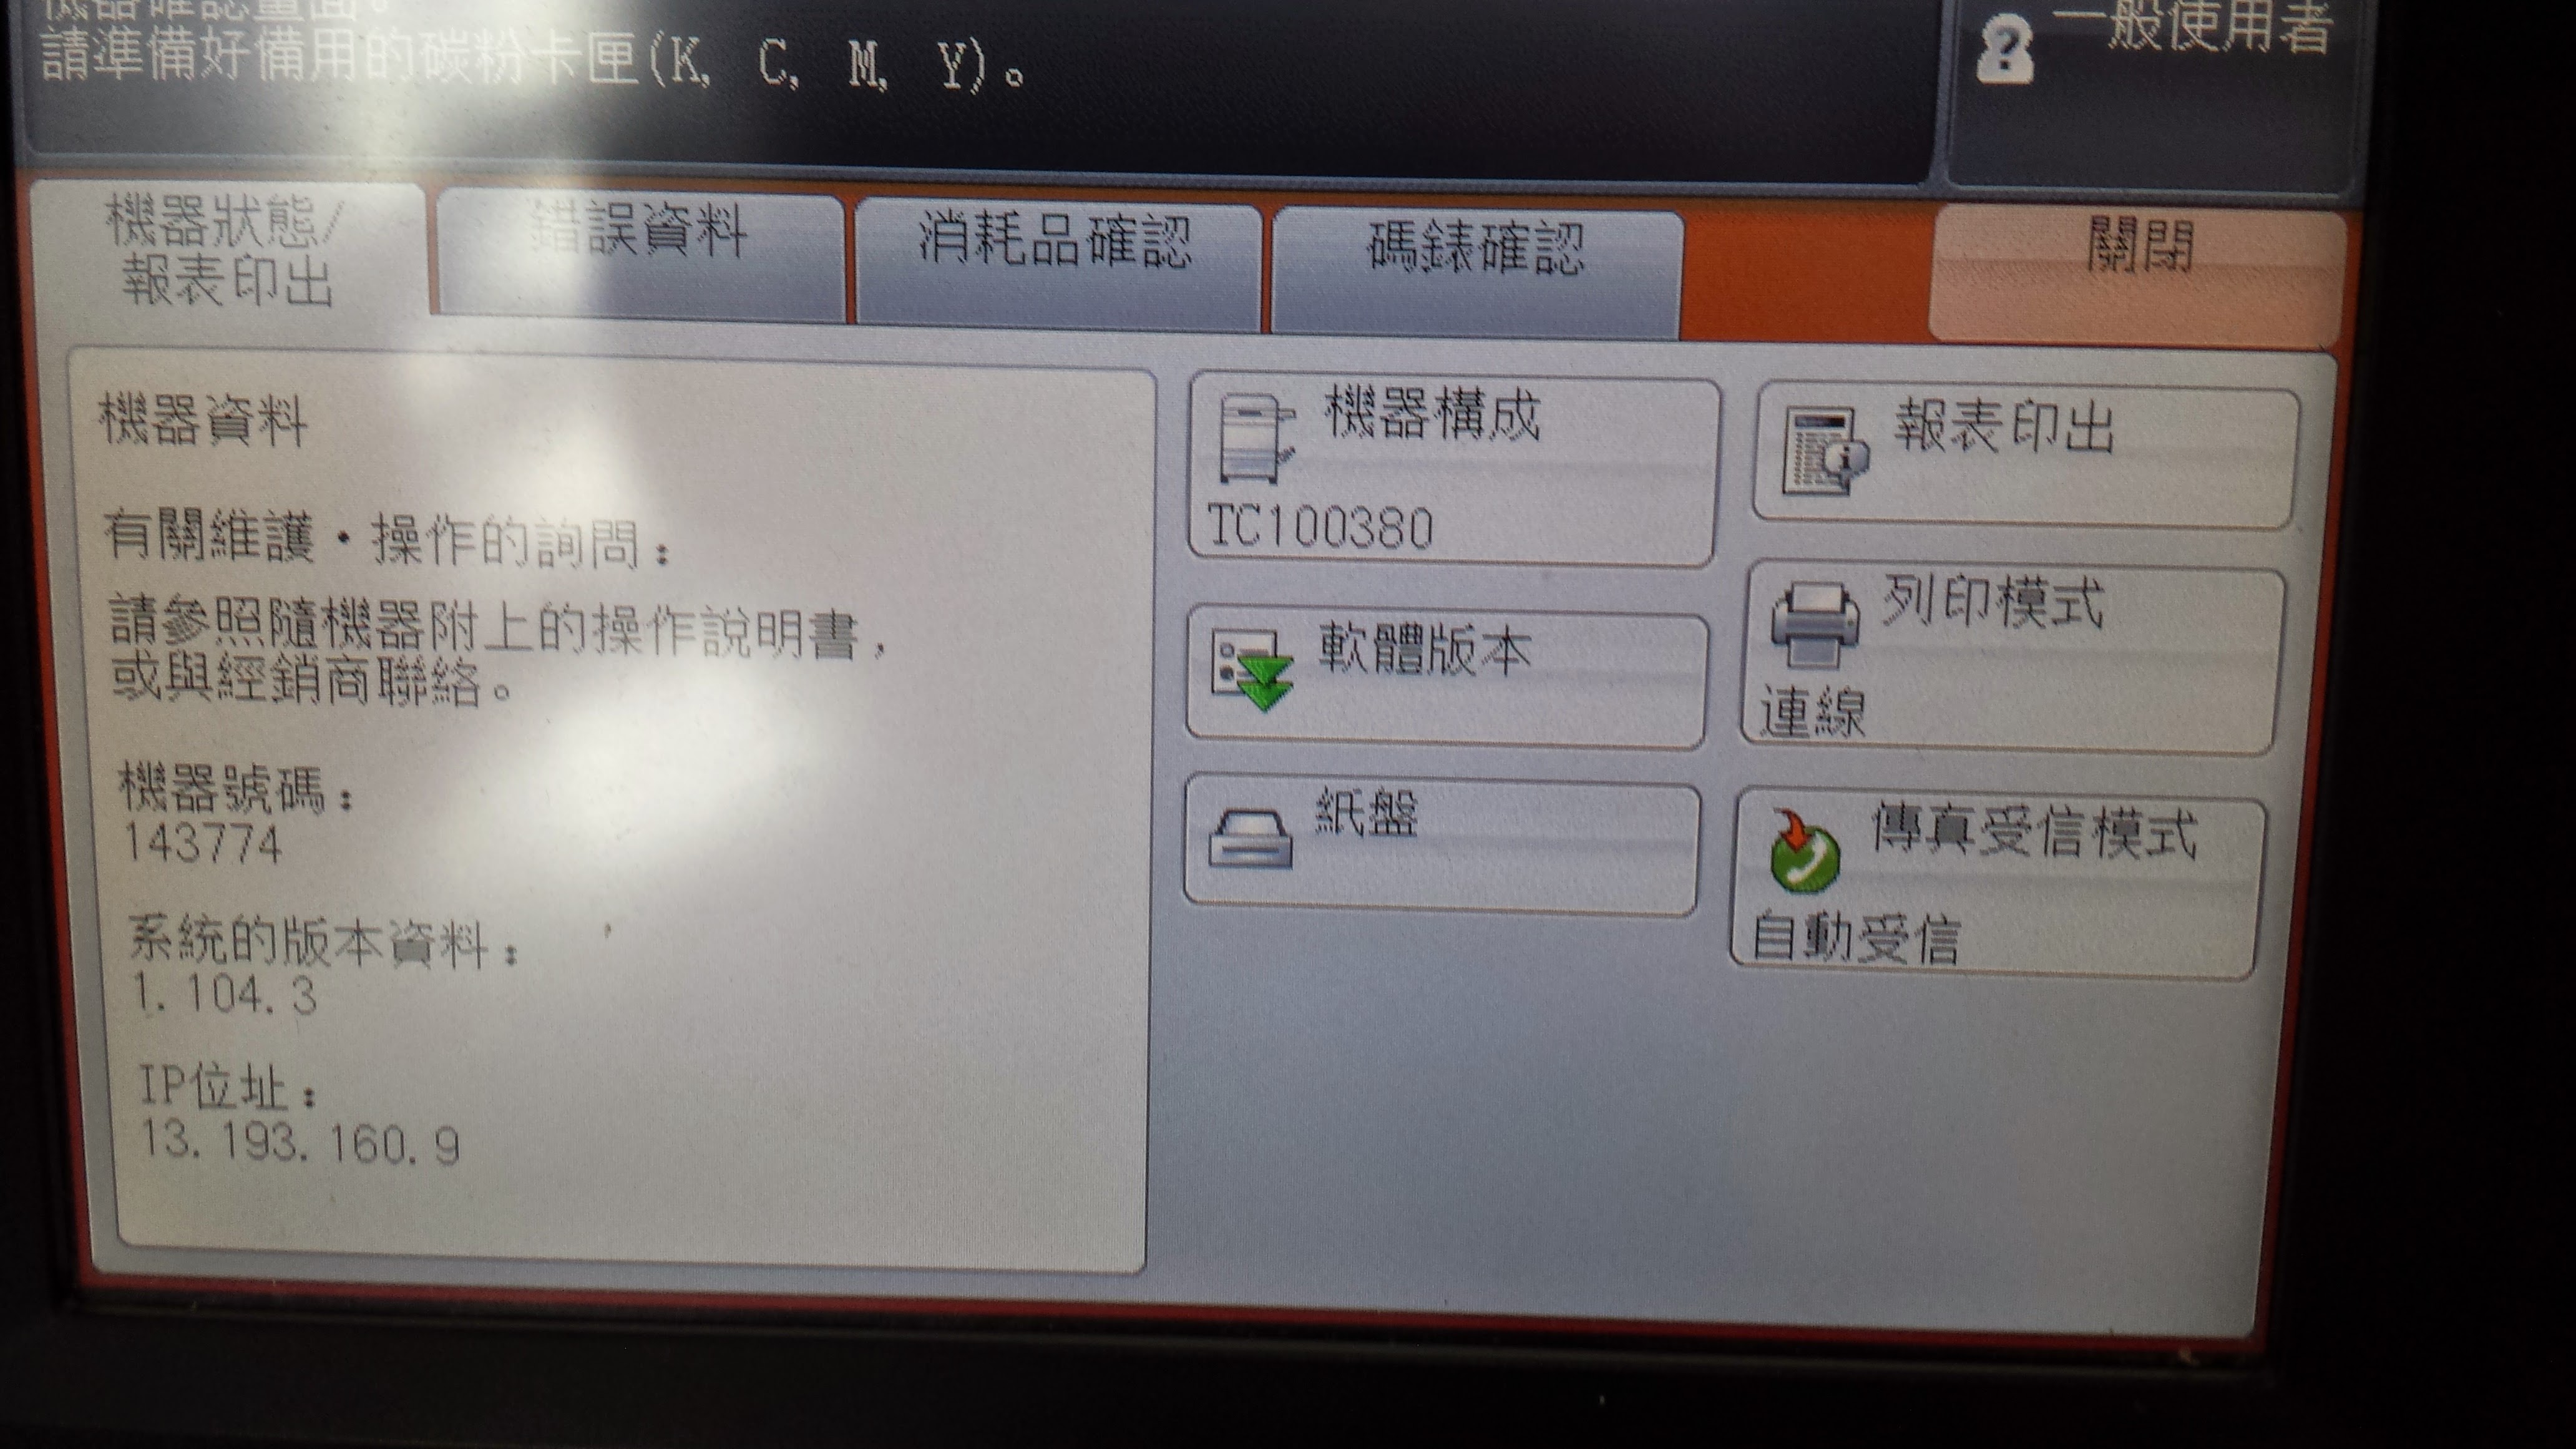 機器確認畫面。
請準備好備用的碳粉卡匣(K, C, M, Y)。
一般使用者
機器狀態/
報表印出
錯誤資料
消耗品確認
碼錶確認
關閉
機器資料
有關維護・操作的詢問：
請參照隨機器附上的操作說明書，
或與經銷商聯絡。
機器號碼：
143774
系統的版本資料：
1.104.3
IP位址：
13.193.160.9
機器構成
TC100380
軟體版本
紙盤
報表印出
列印模式
連線
傳真受信模式
自動受信